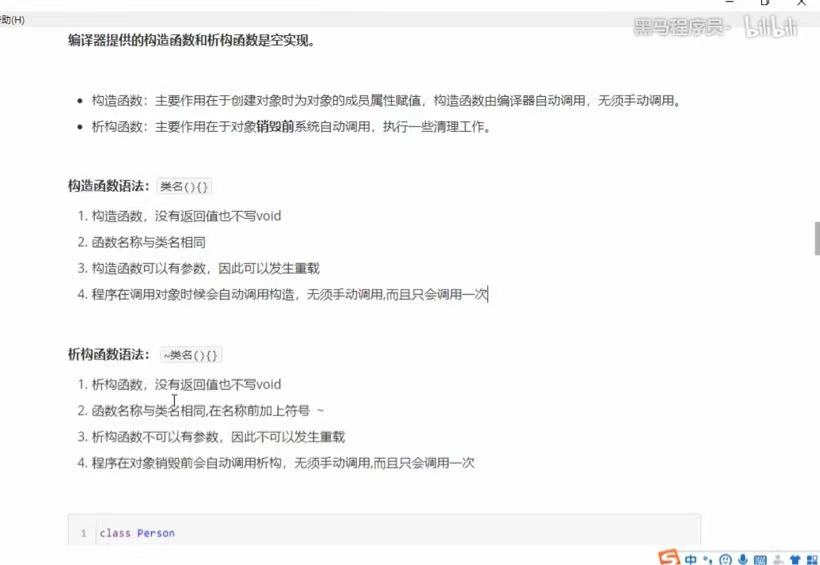 助(H)
黑马程序员- bilibili
编译器提供的构造函数和析构函数是空实现。
构造函数：主要作用在于创建对象时为对象的成员属性赋值，构造函数由编译器自动调用，无须手动调用。
析构函数：主要作用在于对象销毁前系统自动调用，执行一些清理工作。
构造函数语法： 类名(){}
1. 构造函数，没有返回值也不写void
2. 函数名称与类名相同
3. 构造函数可以有参数，因此可以发生重载
4. 程序在调用对象时候会自动调用构造，无须手动调用,而且只会调用一次
析构函数语法： ~类名(){}
1. 析构函数，没有返回值也不写void
2. 函数名称与类名相同,在名称前加上符号 ~
3. 析构函数不可以有参数，因此不可以发生重载
4. 程序在对象销毁前会自动调用析构，无须手动调用,而且只会调用一次
1 class Person
中